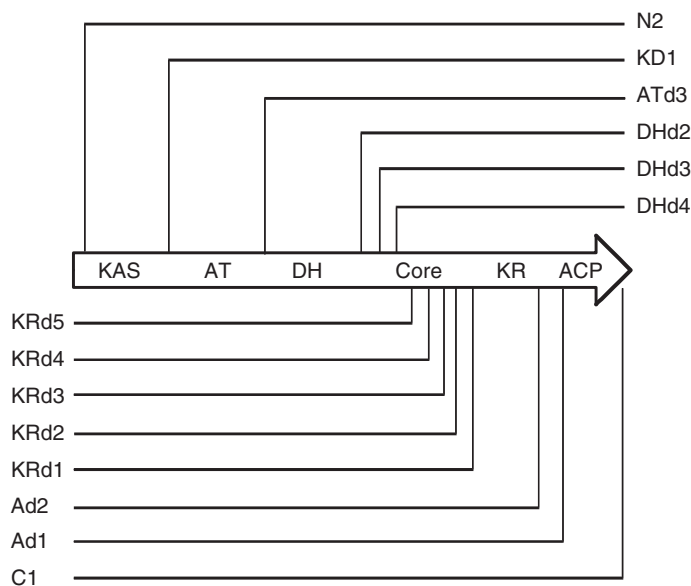 N2
KD1
ATd3
DHd2
DHd3
DHd4
KAS AT DH Core KR ACP
KRd5
KRd4
KRd3
KRd2
KRd1
Ad2
Ad1
C1